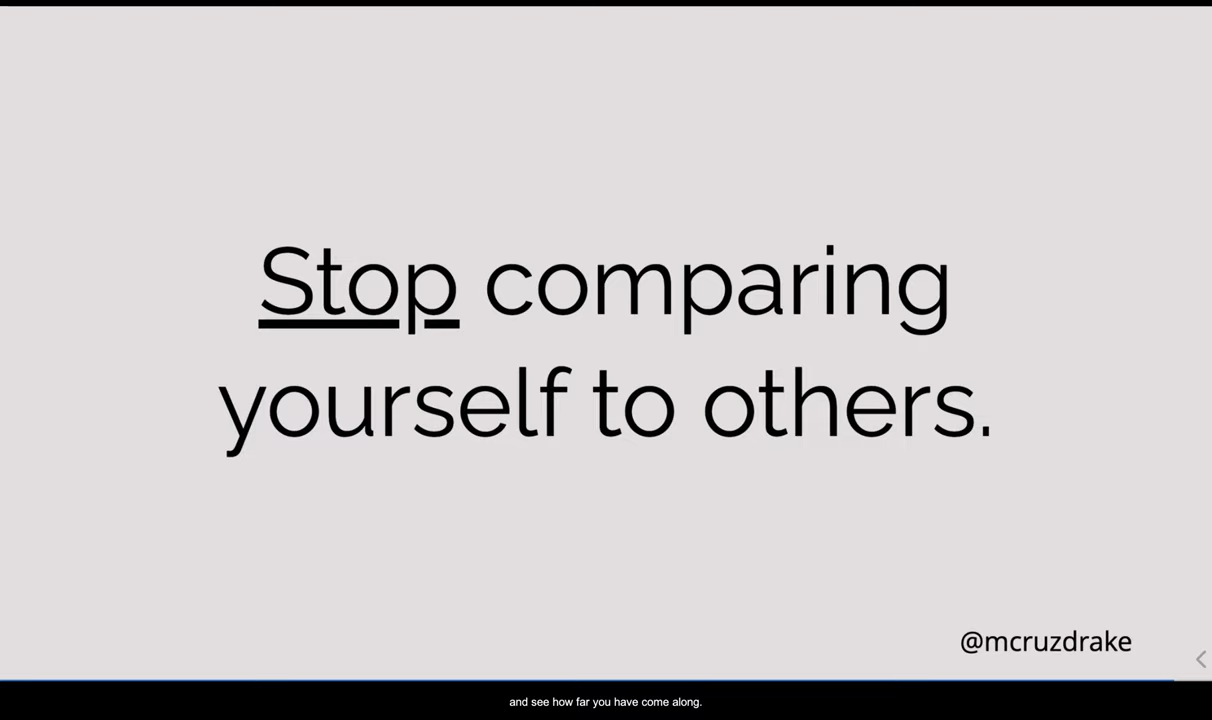 Stop comparing
yourself to others.
@mcruzdrake
and see how far you have come along.